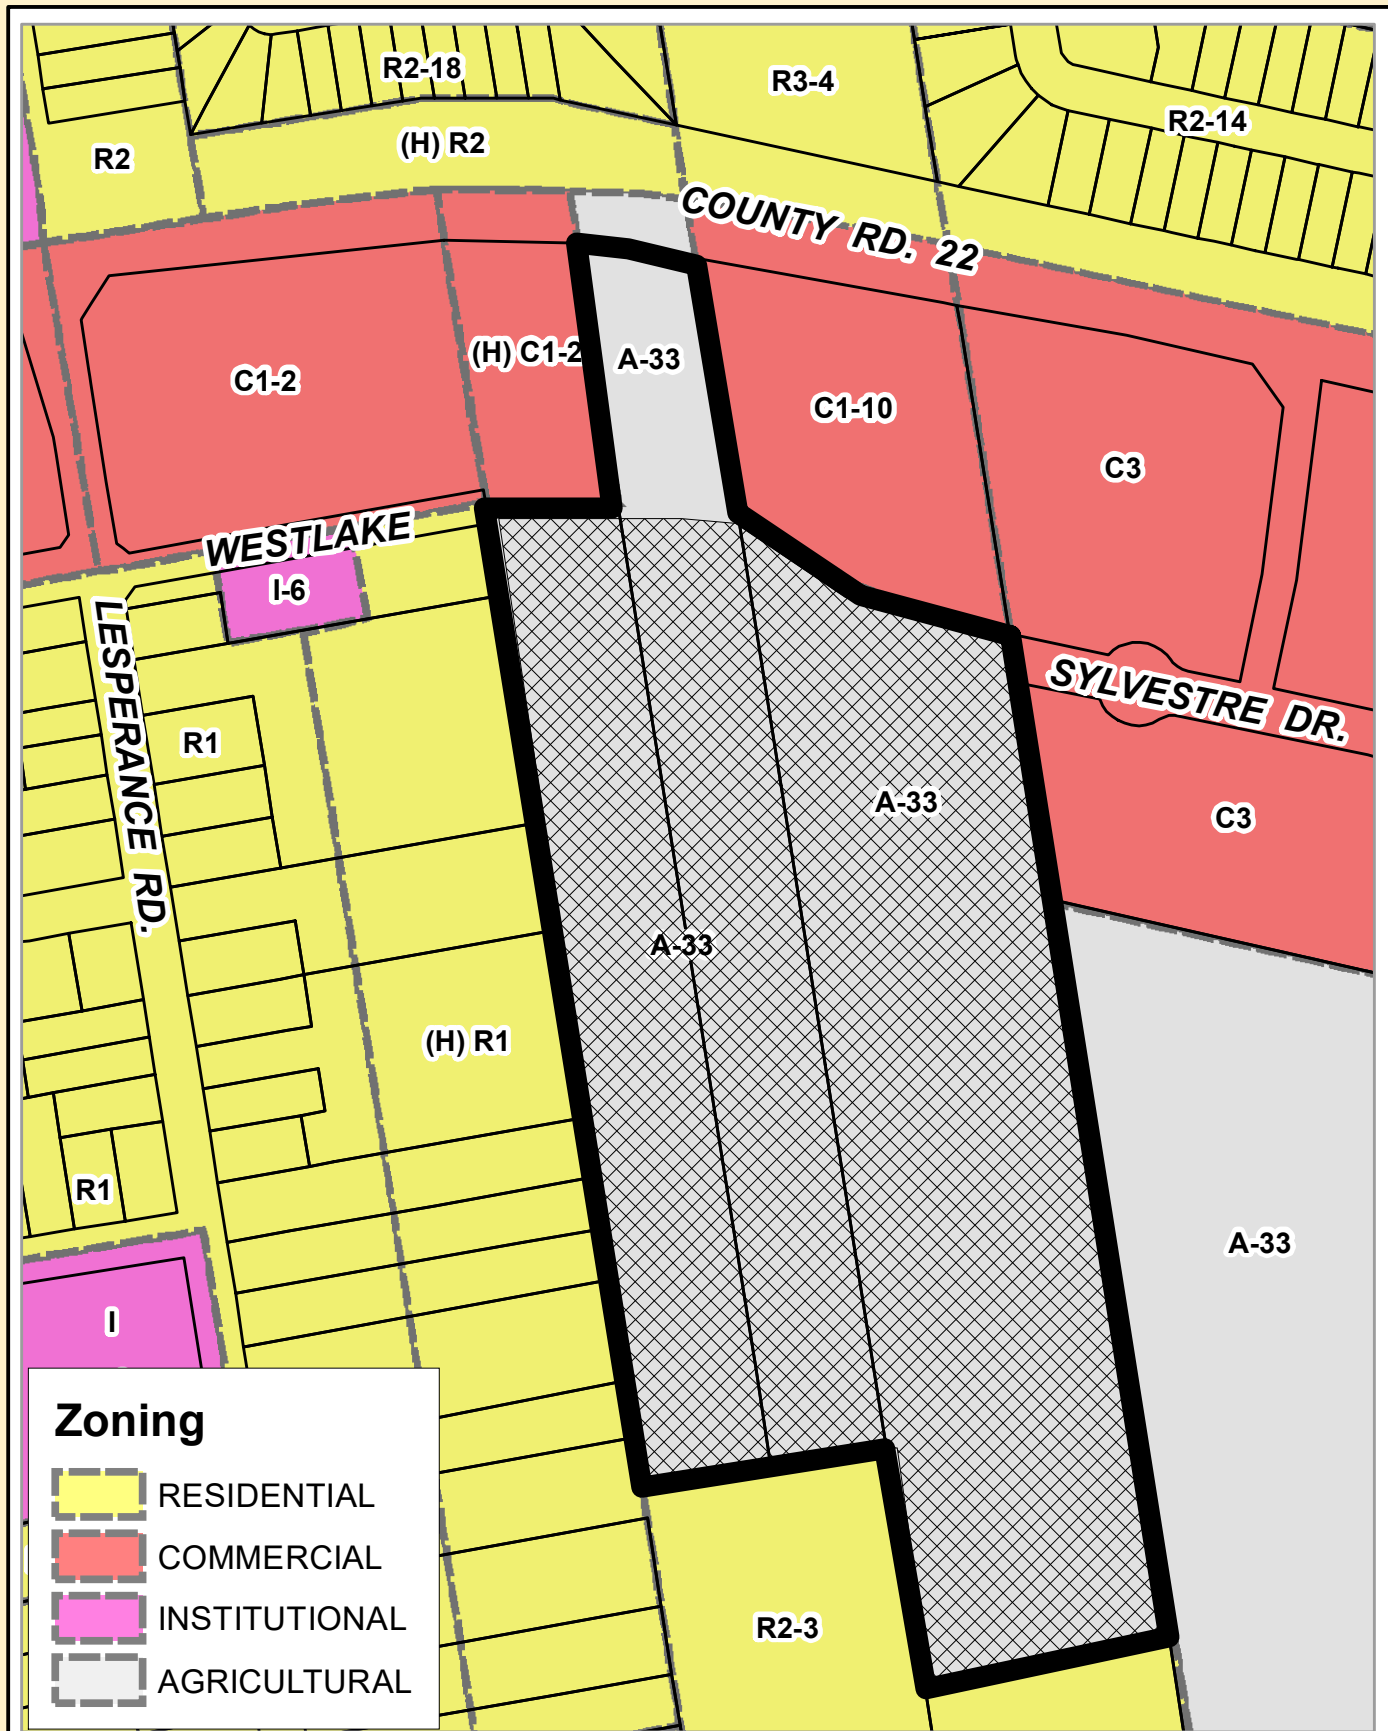 R2-18
R3-4
R2-14
R2
(H) R2
COUNTY RD. 22
(H) C1-2
A-33
C1-2
C1-10
C3
WESTLAKE
I-6
LESPERANCE RD.
SYLVESTRE DR.
R1
A-33
C3
A-33
(H) R1
R1
A-33
I
Zoning
RESIDENTIAL
COMMERCIAL
INSTITUTIONAL
AGRICULTURAL
R2-3